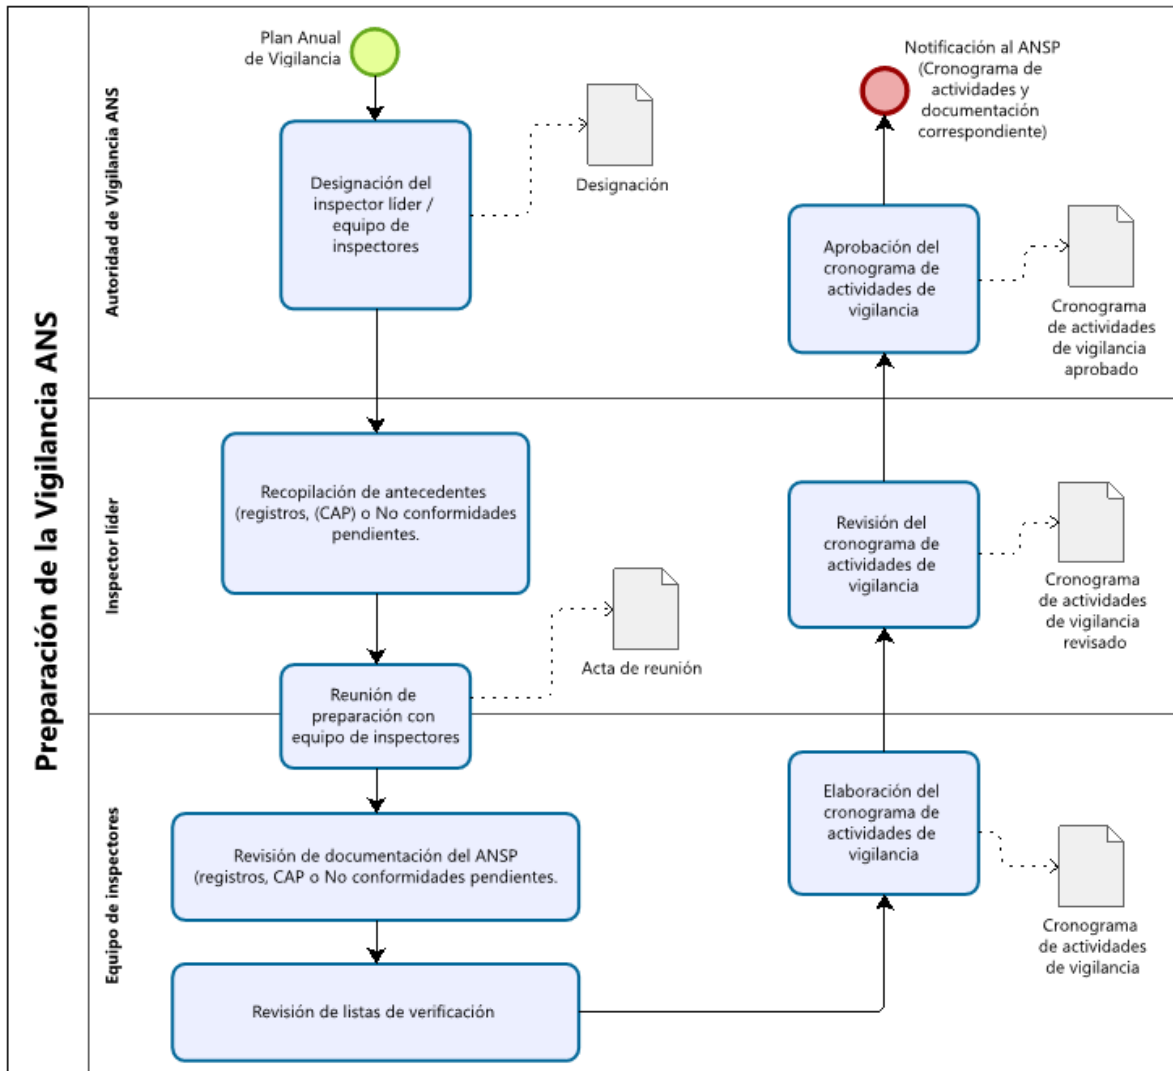 Preparación de la Vigilancia ANS
Autoridad de Vigilancia ANS
Plan Anual
de Vigilancia
Designación del
inspector líder /
equipo de
inspectores
Designación
Notificación al ANSP
(Cronograma de
actividades y
documentación
correspondiente)
Aprobación del
cronograma de
actividades de
vigilancia
Cronograma
de actividades
de vigilancia
aprobado
Inspector líder
Recopilación de antecedentes
(registros, (CAP) o No conformidades
pendientes.
Reunión de
preparación con
equipo de inspectores
Acta de reunión
Revisión del
cronograma de
actividades de
vigilancia
Cronograma
de actividades
de vigilancia
revisado
Equipo de inspectores
Revisión de documentación del ANSP
(registros, CAP o No conformidades pendientes.
Revisión de listas de verificación
Elaboración del
cronograma de
actividades de
vigilancia
Cronograma
de actividades
de vigilancia